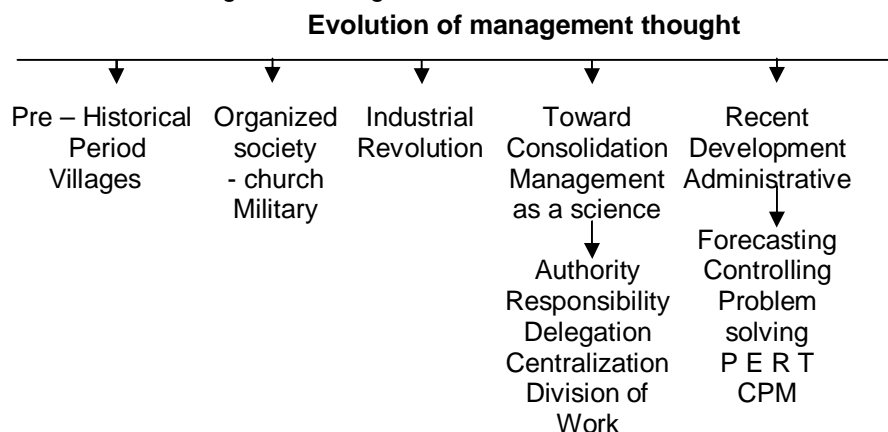 Evolution of management thought
Pre – Historical
Period
Villages
Organized
society
- church
Military
Industrial
Revolution
Toward
Consolidation
Management
as a science
Authority
Responsibility
Delegation
Centralization
Division of
Work
Recent
Development
Administrative
Forecasting
Controlling
Problem
solving
P E R T
CPM